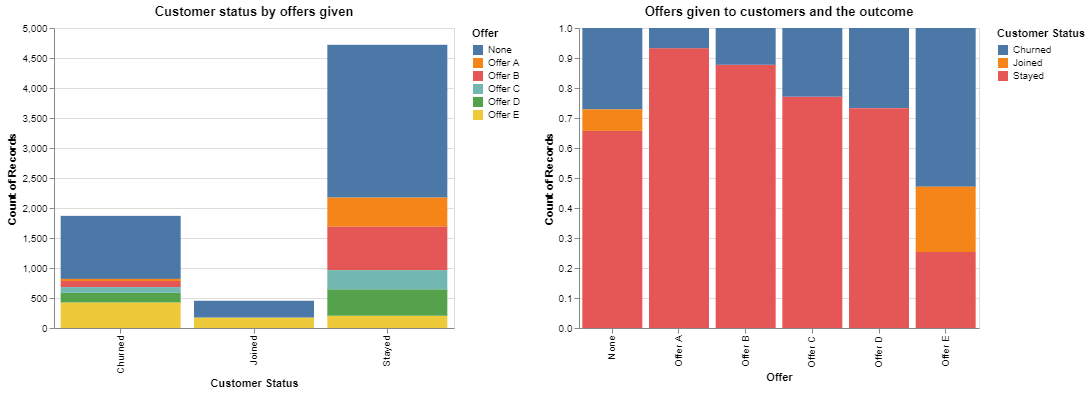 Customer status by offers given
5,000
4,500
4,000
3,500
3,000
2,500
2,000
1,500
1,000
500
0
Count of Records
Churned
Joined
Stayed
Customer Status
Offer
None
Offer A
Offer B
Offer C
Offer D
Offer E
Offers given to customers and the outcome
1.0
0.9
0.8
0.7
0.6
0.5
0.4
0.3
0.2
0.1
0.0
Count of Records
None
Offer A
Offer B
Offer C
Offer D
Offer E
Offer
Customer Status
Churned
Joined
Stayed